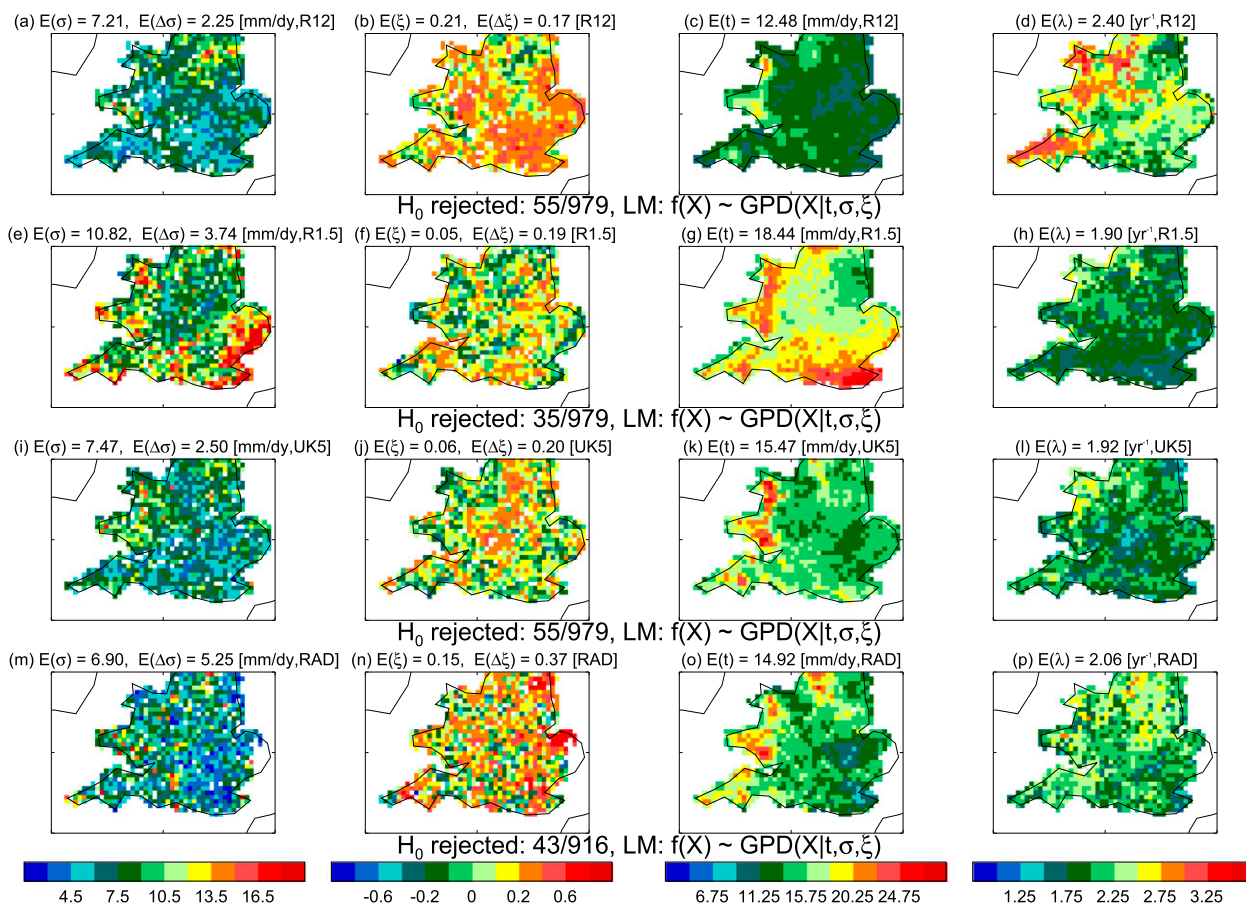 (a) E(σ) = 7.21, E(Δσ) = 2.25 [mm/dy,R12]
(b) E(ξ) = 0.21, E(Δξ) = 0.17 [R12]
(c) E(t) = 12.48 [mm/dy,R12]
(d) E(λ) = 2.40 [yr⁻¹,R12]
H₀ rejected: 55/979, LM: f(X) ~ GPD(X|t,σ,ξ)
(e) E(σ) = 10.82, E(Δσ) = 3.74 [mm/dy,R1.5]
(f) E(ξ) = 0.05, E(Δξ) = 0.19 [R1.5]
(g) E(t) = 18.44 [mm/dy,R1.5]
(h) E(λ) = 1.90 [yr⁻¹,R1.5]
H₀ rejected: 35/979, LM: f(X) ~ GPD(X|t,σ,ξ)
(i) E(σ) = 7.47, E(Δσ) = 2.50 [mm/dy,UK5]
(j) E(ξ) = 0.06, E(Δξ) = 0.20 [UK5]
(k) E(t) = 15.47 [mm/dy,UK5]
(l) E(λ) = 1.92 [yr⁻¹,UK5]
H₀ rejected: 55/979, LM: f(X) ~ GPD(X|t,σ,ξ)
(m) E(σ) = 6.90, E(Δσ) = 5.25 [mm/dy,RAD]
(n) E(ξ) = 0.15, E(Δξ) = 0.37 [RAD]
(o) E(t) = 14.92 [mm/dy,RAD]
(p) E(λ) = 2.06 [yr⁻¹,RAD]
H₀ rejected: 43/916, LM: f(X) ~ GPD(X|t,σ,ξ)
4.5 7.5 10.5 13.5 16.5
-0.6 -0.2 0 0.2 0.6
6.75 11.25 15.75 20.25 24.75
1.25 1.75 2.25 2.75 3.25